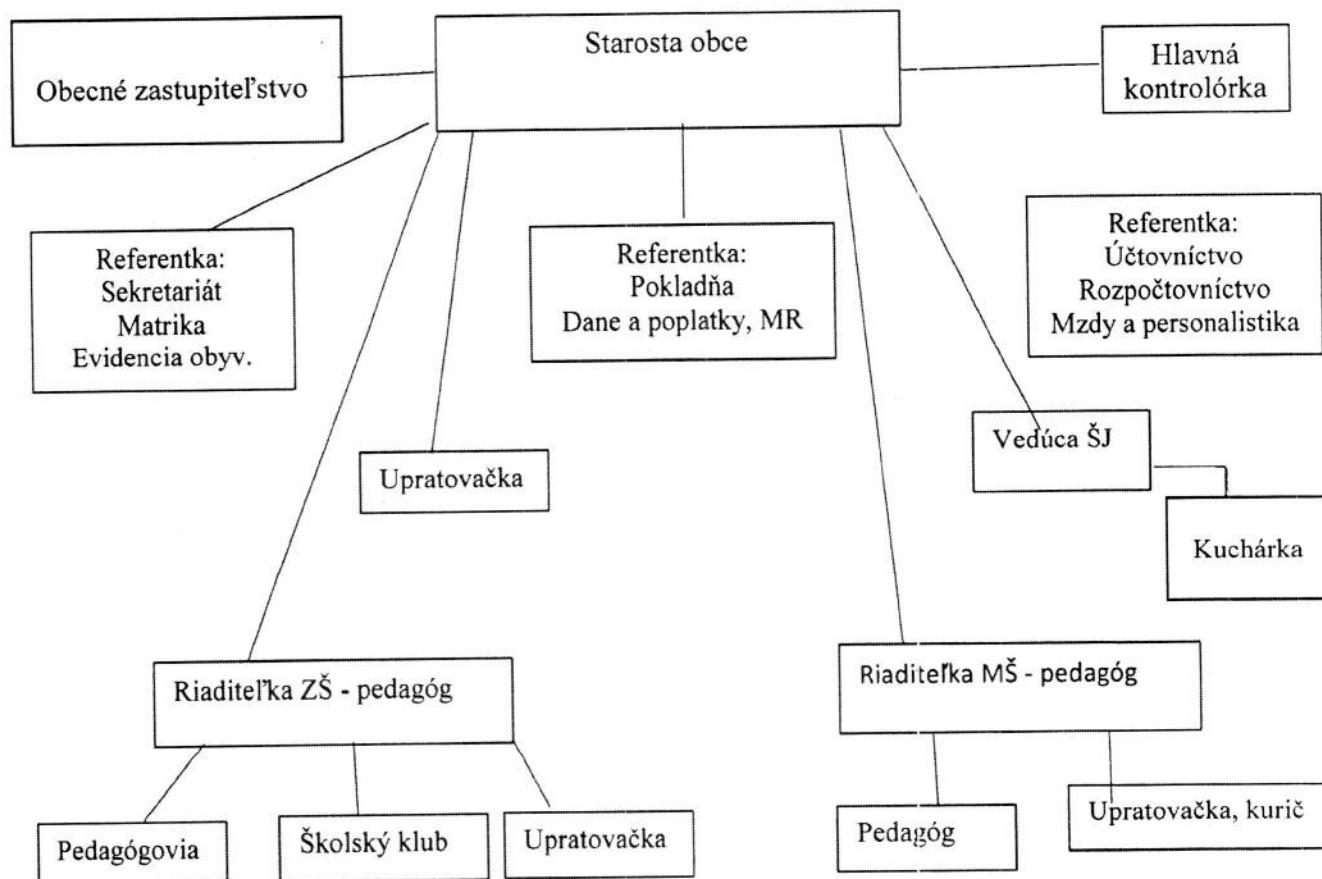 Starosta obce
Obecné zastupiteľstvo
Hlavná
kontrolórka
Referentka:
Sekretariát
Matrika
Evidencia obyv.
Referentka:
Pokladňa
Dane a poplatky, MR
Referentka:
Účtovníctvo
Rozpočtovníctvo
Mzdy a personalistika
Upratovačka
Vedúca ŠJ
Kuchárka
Riaditeľka ZŠ - pedagóg
Riaditeľka MŠ - pedagóg
Pedagógovia
Školský klub
Upratovačka
Pedagóg
Upratovačka, kurič